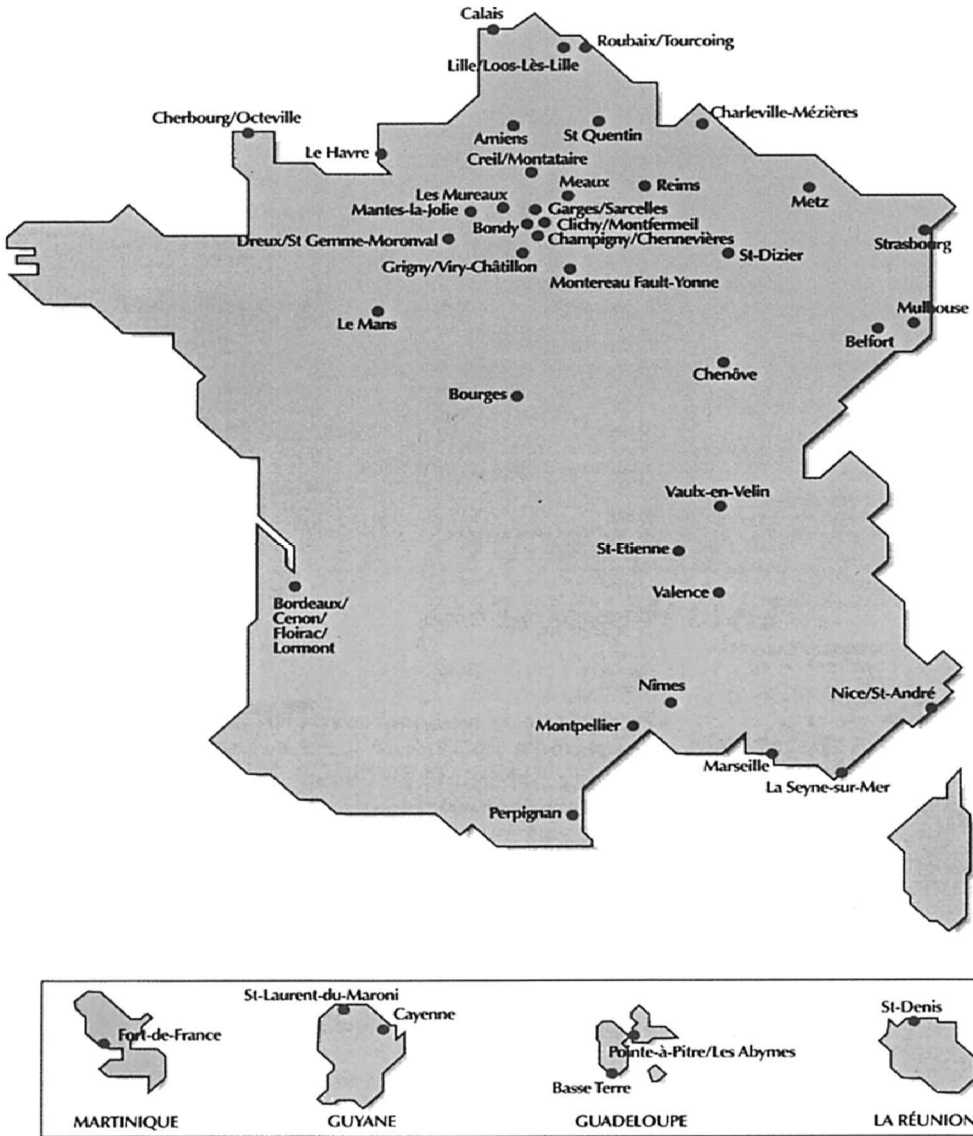 Calais
Roubaix/Tourcoing
Lille/Loos-Lès-Lille
Cherbourg/Octeville
Charleville-Mézières
Amiens
St Quentin
Le Havre
Creil/Montataire
Les Mureaux
Meaux
Reims
Metz
Mantes-la-Jolie
Garges/Sarcelles
Bondy
Clichy/Montfermeil
Dreux/St Gemme-Moronval
Champigny/Chennevières
Strasbourg
Grigny/Viry-Châtillon
St-Dizier
Montereau Fault-Yonne
Le Mans
Mulhouse
Belfort
Chenôve
Bourges
Vaulx-en-Velin
St-Etienne
Valence
Bordeaux/
Cenon/
Floirac/
Lormont
Nîmes
Nice/St-André
Montpellier
Marseille
La Seyne-sur-Mer
Perpignan
St-Laurent-du-Maroni
Cayenne
St-Denis
Fort-de-France
Pointe-à-Pitre/Les Abymes
Basse Terre
MARTINIQUE
GUYANE
GUADELOUPE
LA RÉUNION